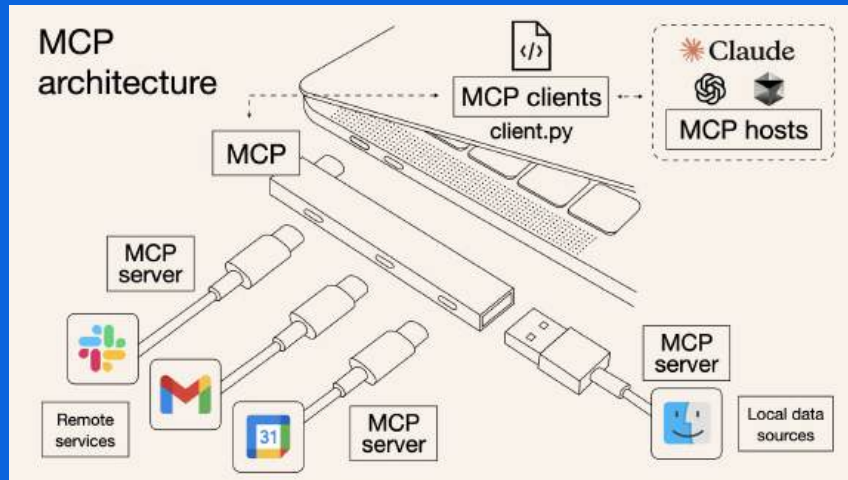 MCP
architecture
</>
MCP clients
client.py
Claude
MCP hosts
MCP
MCP
server
Remote
services
31
MCP
server
MCP
server
Local data
sources